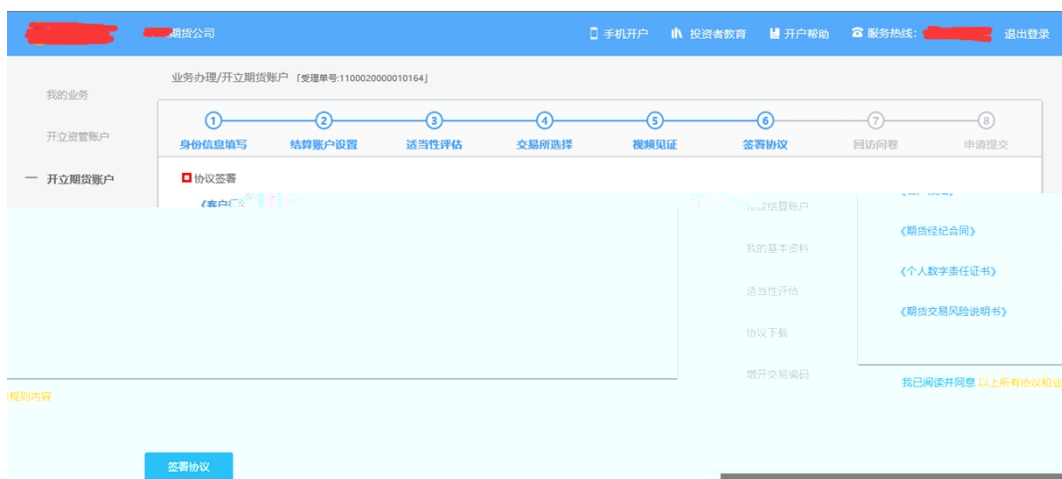 期货公司
手机开户 投资者教育 开户帮助 服务热线: 退出登录
我的业务
开立资管账户
一 开立期货账户
业务办理/开立期货账户「受理单号:1100020000010164」
1 2 3 4 5 6 7 8
身份信息填写 结算账户设置 适当性评估 交易所选择 视频见证 签署协议 回访问卷 申请提交
协议签署
《客户
结算账户
我的基本资料
适当性评估
协议下载
增开交易编码
《期货经纪合同》
《个人数字责任证书》
《期货交易风险说明书》
我已阅读并同意 以上所有协议和业
规则内容
签署协议